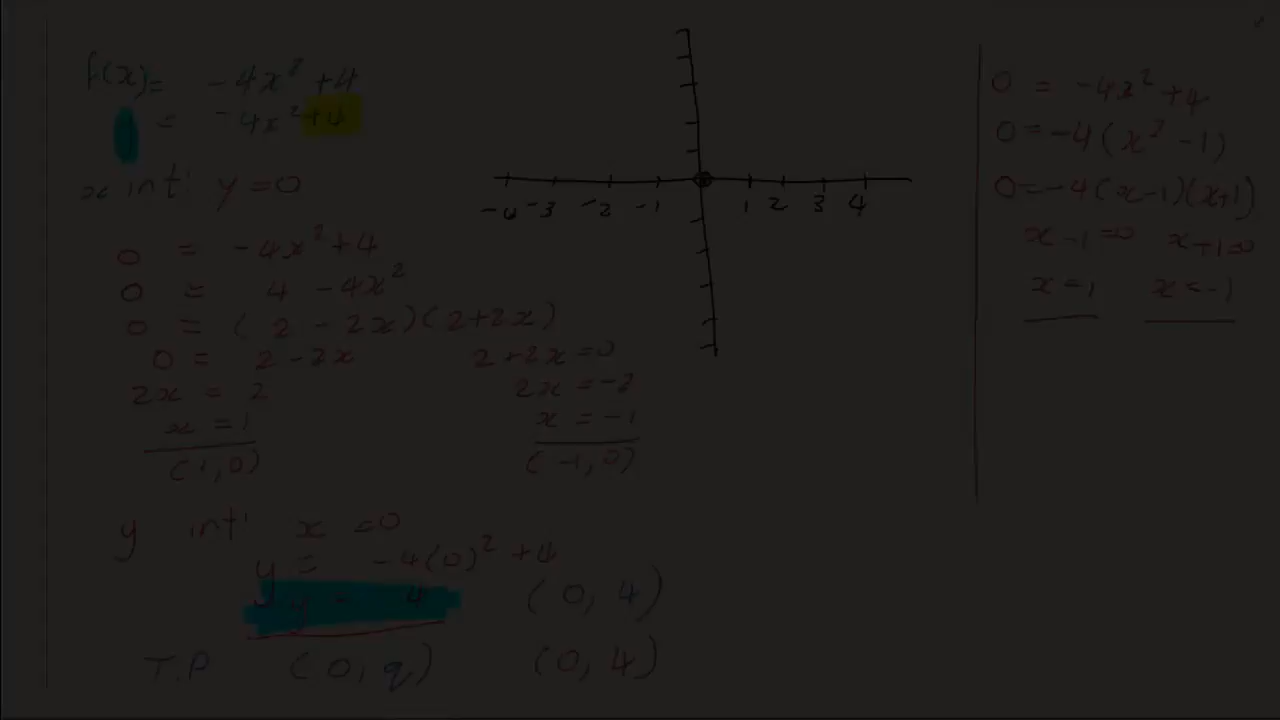 f(x) = -4x² + 4
y = -4x² + 4
x int: y = 0
0 = -4x² + 4
0 = 4 - 4x²
0 = (2 - 2x)(2 + 2x)
0 = 2 - 2x 2 + 2x = 0
2x = 2 2x = -2
x = 1 x = -1
(1, 0) (-1, 0)
y int: x = 0
y = -4(0)² + 4
y = 4 (0, 4)
T.P (0, q) (0, 4)
-4 -3 -2 -1 1 2 3 4
0 = -4x² + 4
0 = -4(x² - 1)
0 = -4(x-1)(x+1)
x - 1 = 0 x + 1 = 0
x = 1 x = -1